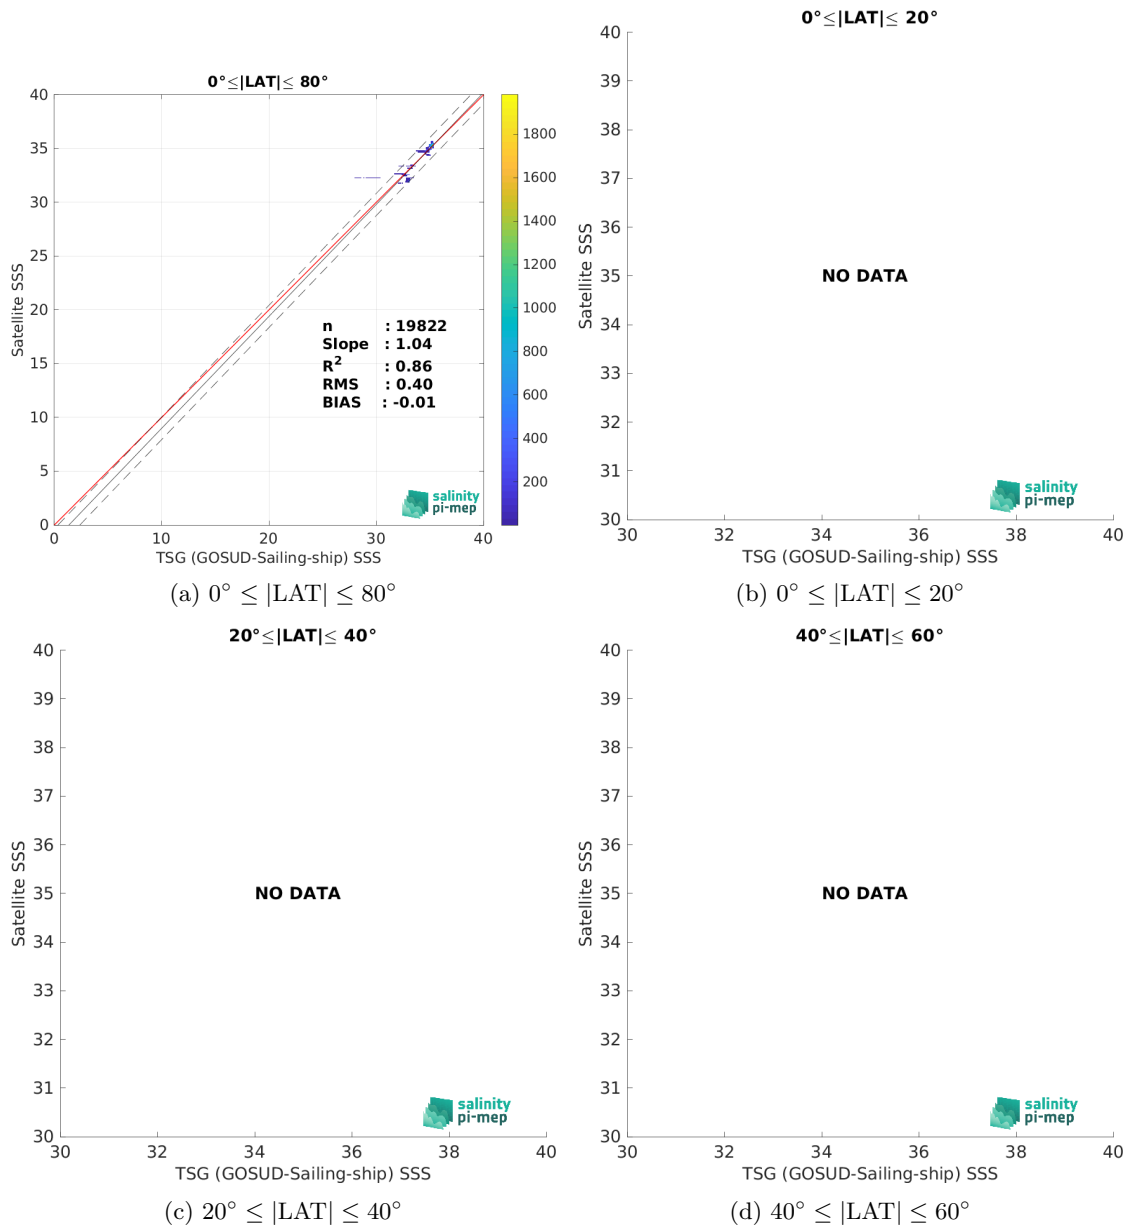 0°≤|LAT|≤ 80°
40
35
30
25
20
15
10
5
0
0
10
20
30
40
Satellite SSS
TSG (GOSUD-Sailing-ship) SSS
n : 19822
Slope : 1.04
R² : 0.86
RMS : 0.40
BIAS : -0.01
salinity
pi-mep
1800
1600
1400
1200
1000
800
600
400
200
(a) 0° ≤ |LAT| ≤ 80°
0°≤|LAT|≤ 20°
40
39
38
37
36
35
34
33
32
31
30
30
32
34
36
38
40
Satellite SSS
NO DATA
salinity
pi-mep
TSG (GOSUD-Sailing-ship) SSS
(b) 0° ≤ |LAT| ≤ 20°
20°≤|LAT|≤ 40°
40
39
38
37
36
35
34
33
32
31
30
30
32
34
36
38
40
Satellite SSS
NO DATA
salinity
pi-mep
TSG (GOSUD-Sailing-ship) SSS
(c) 20° ≤ |LAT| ≤ 40°
40°≤|LAT|≤ 60°
40
39
38
37
36
35
34
33
32
31
30
30
32
34
36
38
40
Satellite SSS
NO DATA
salinity
pi-mep
TSG (GOSUD-Sailing-ship) SSS
(d) 40° ≤ |LAT| ≤ 60°